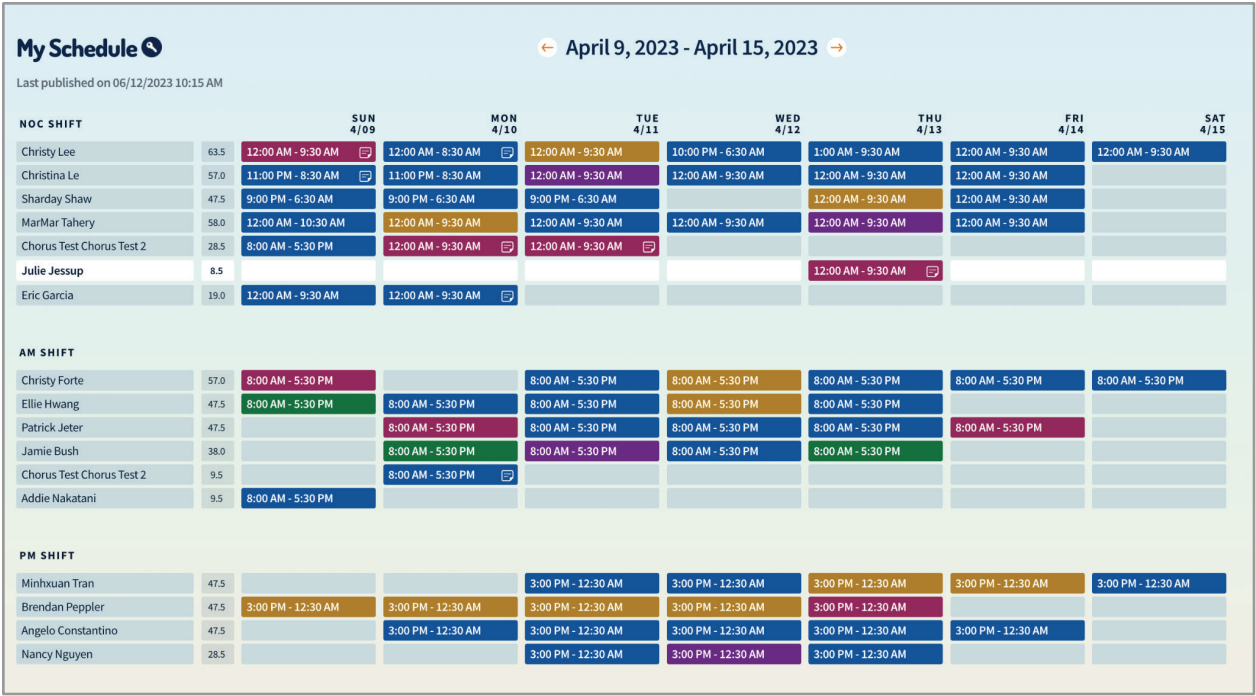 My Schedule
← April 9, 2023 - April 15, 2023 →
Last published on 06/12/2023 10:15 AM
NOC SHIFT SUN 4/09 MON 4/10 TUE 4/11 WED 4/12 THU 4/13 FRI 4/14 SAT 4/15
Christy Lee 63.5 12:00 AM - 9:30 AM 12:00 AM - 8:30 AM 12:00 AM - 9:30 AM 10:00 PM - 6:30 AM 1:00 AM - 9:30 AM 12:00 AM - 9:30 AM 12:00 AM - 9:30 AM
Christina Le 57.0 11:00 PM - 8:30 AM 11:00 PM - 8:30 AM 12:00 AM - 9:30 AM 12:00 AM - 9:30 AM 12:00 AM - 9:30 AM 12:00 AM - 9:30 AM
Sharday Shaw 47.5 9:00 PM - 6:30 AM 9:00 PM - 6:30 AM 9:00 PM - 6:30 AM 12:00 AM - 9:30 AM 12:00 AM - 9:30 AM
MarMar Tahery 58.0 12:00 AM - 10:30 AM 12:00 AM - 9:30 AM 12:00 AM - 9:30 AM 12:00 AM - 9:30 AM 12:00 AM - 9:30 AM 12:00 AM - 9:30 AM
Chorus Test Chorus Test 2 28.5 8:00 AM - 5:30 PM 12:00 AM - 9:30 AM 12:00 AM - 9:30 AM
Julie Jessup 8.5 12:00 AM - 9:30 AM
Eric Garcia 19.0 12:00 AM - 9:30 AM 12:00 AM - 9:30 AM
AM SHIFT
Christy Forte 57.0 8:00 AM - 5:30 PM 8:00 AM - 5:30 PM 8:00 AM - 5:30 PM 8:00 AM - 5:30 PM 8:00 AM - 5:30 PM 8:00 AM - 5:30 PM
Ellie Hwang 47.5 8:00 AM - 5:30 PM 8:00 AM - 5:30 PM 8:00 AM - 5:30 PM 8:00 AM - 5:30 PM 8:00 AM - 5:30 PM
Patrick Jeter 47.5 8:00 AM - 5:30 PM 8:00 AM - 5:30 PM 8:00 AM - 5:30 PM 8:00 AM - 5:30 PM 8:00 AM - 5:30 PM
Jamie Bush 38.0 8:00 AM - 5:30 PM 8:00 AM - 5:30 PM 8:00 AM - 5:30 PM 8:00 AM - 5:30 PM
Chorus Test Chorus Test 2 9.5 8:00 AM - 5:30 PM
Addie Nakatani 9.5 8:00 AM - 5:30 PM
PM SHIFT
Minhxuan Tran 47.5 3:00 PM - 12:30 AM 3:00 PM - 12:30 AM 3:00 PM - 12:30 AM 3:00 PM - 12:30 AM 3:00 PM - 12:30 AM
Brendan Peppler 47.5 3:00 PM - 12:30 AM 3:00 PM - 12:30 AM 3:00 PM - 12:30 AM 3:00 PM - 12:30 AM 3:00 PM - 12:30 AM
Angelo Constantino 47.5 3:00 PM - 12:30 AM 3:00 PM - 12:30 AM 3:00 PM - 12:30 AM 3:00 PM - 12:30 AM 3:00 PM - 12:30 AM
Nancy Nguyen 28.5 3:00 PM - 12:30 AM 3:00 PM - 12:30 AM 3:00 PM - 12:30 AM